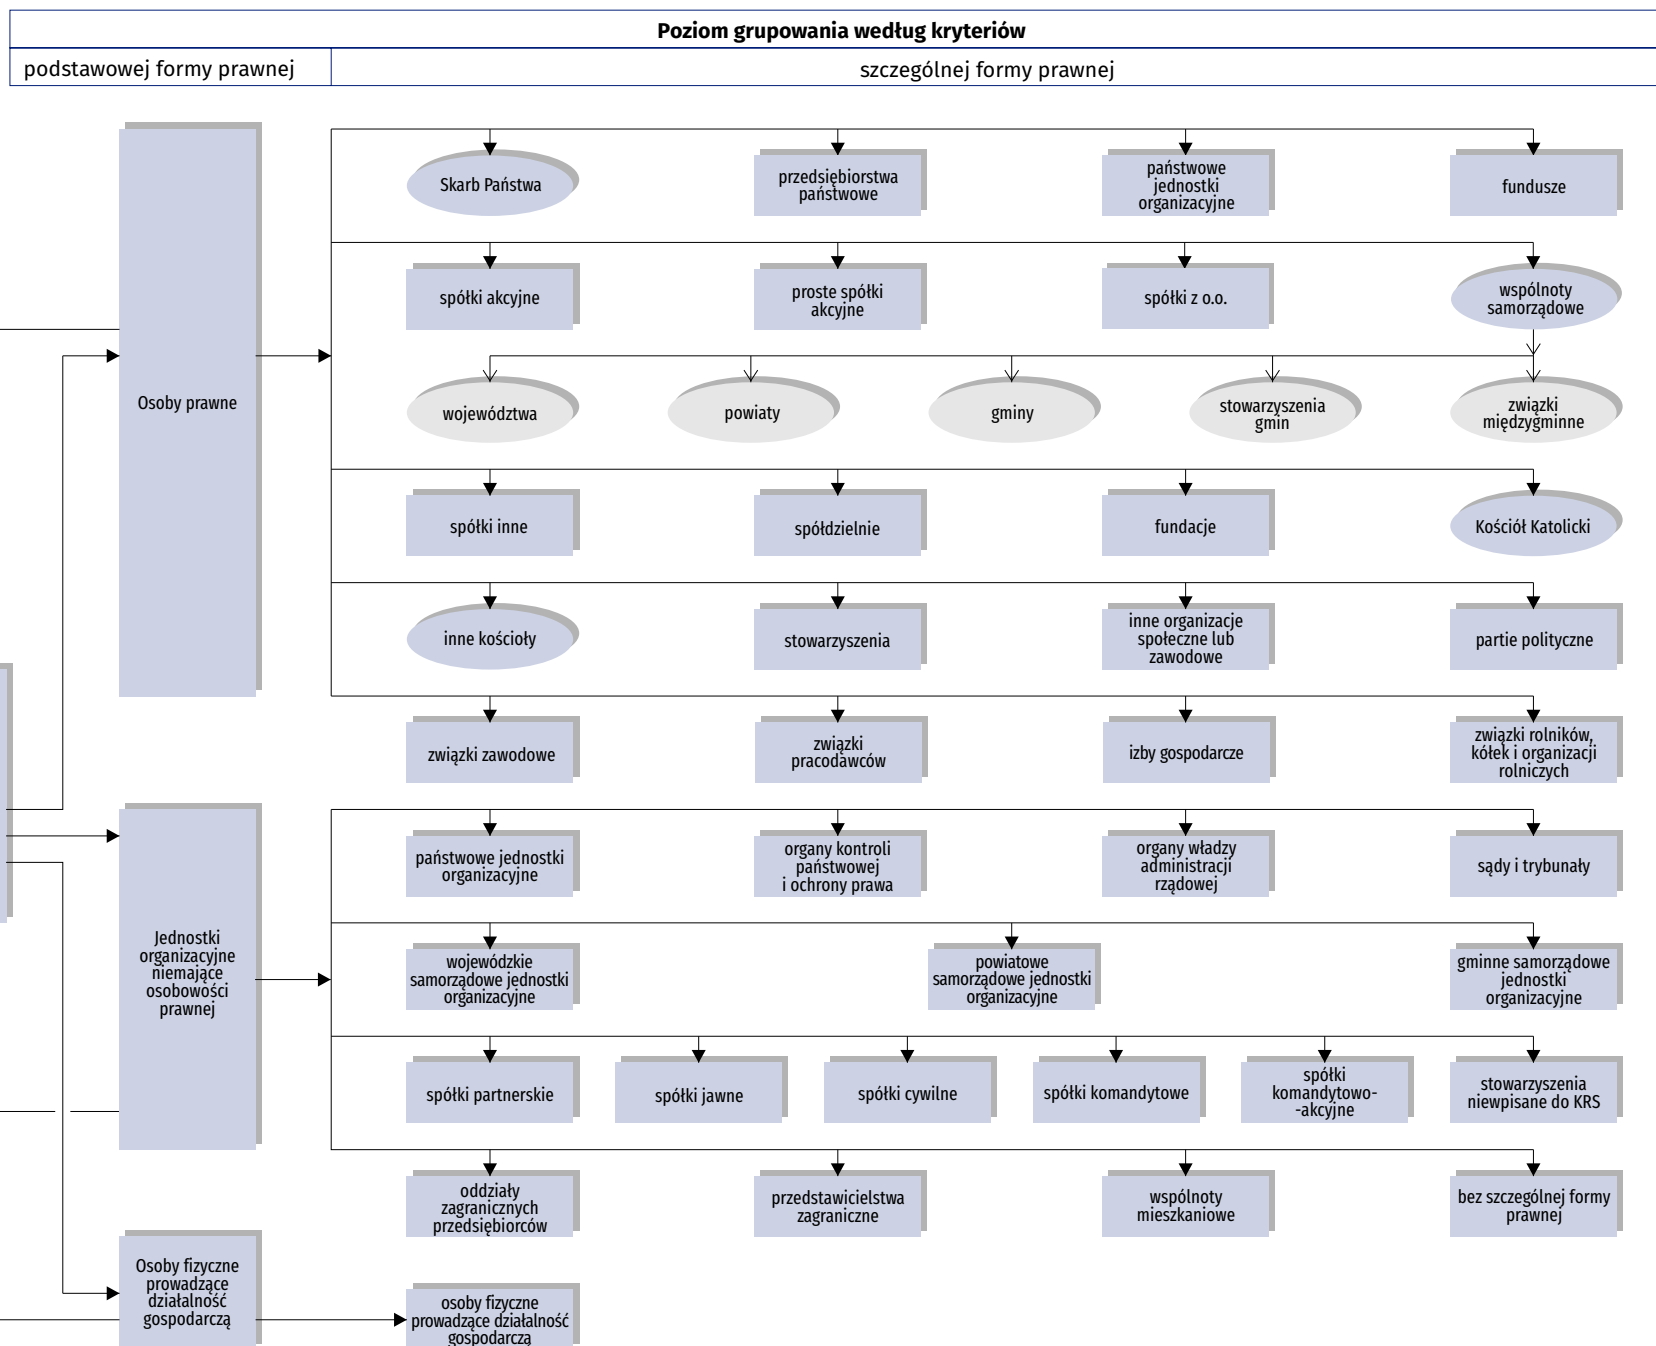 Poziom grupowania według kryteriów
podstawowej formy prawnej
szczególnej formy prawnej
Osoby prawne
Skarb Państwa
przedsiębiorstwa
państwowe
państwowe
jednostki
organizacyjne
fundusze
spółki akcyjne
proste spółki
akcyjne
spółki z o.o.
wspólnoty
samorządowe
województwa
powiaty
gminy
stowarzyszenia
gmin
związki
międzygminne
spółki inne
spółdzielnie
fundacje
Kościół Katolicki
inne kościoły
stowarzyszenia
inne organizacje
społeczne lub
zawodowe
partie polityczne
związki zawodowe
związki
pracodawców
izby gospodarcze
związki rolników,
kółek i organizacji
rolniczych
Jednostki
organizacyjne
niemające
osobowości
prawnej
państwowe jednostki
organizacyjne
organy kontroli
państwowej
i ochrony prawa
organy władzy
administracji
rządowej
sądy i trybunały
wojewódzkie
samorządowe jednostki
organizacyjne
powiatowe
samorządowe jednostki
organizacyjne
gminne samorządowe
jednostki
organizacyjne
spółki partnerskie
spółki jawne
spółki cywilne
spółki komandytowe
spółki
komandytowo-
-akcyjne
stowarzyszenia
niewpisane do KRS
oddziały
zagranicznych
przedsiębiorców
przedstawicielstwa
zagraniczne
wspólnoty
mieszkaniowe
bez szczególnej formy
prawnej
Osoby fizyczne
prowadzące
działalność
gospodarczą
osoby fizyczne
prowadzące działalność
gospodarczą